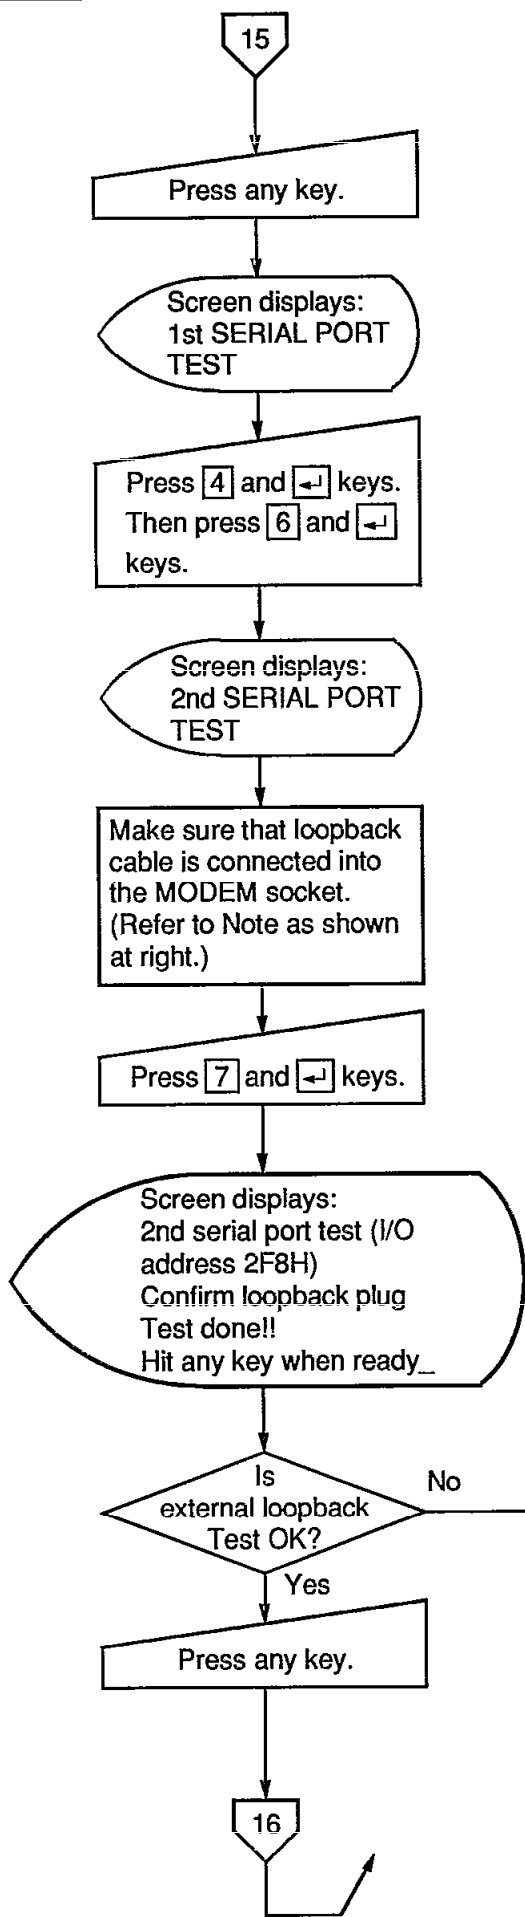 15
Press any key.
Screen displays:
1st SERIAL PORT
TEST
Press 4 and ↵ keys.
Then press 6 and ↵
keys.
Screen displays:
2nd SERIAL PORT
TEST
Make sure that loopback
cable is connected into
the MODEM socket.
(Refer to Note as shown
at right.)
Press 7 and ↵ keys.
Screen displays:
2nd serial port test (I/O
address 2F8H)
Confirm loopback plug
Test done!!
Hit any key when ready_
Is
external loopback
Test OK?
No
Yes
Press any key.
16